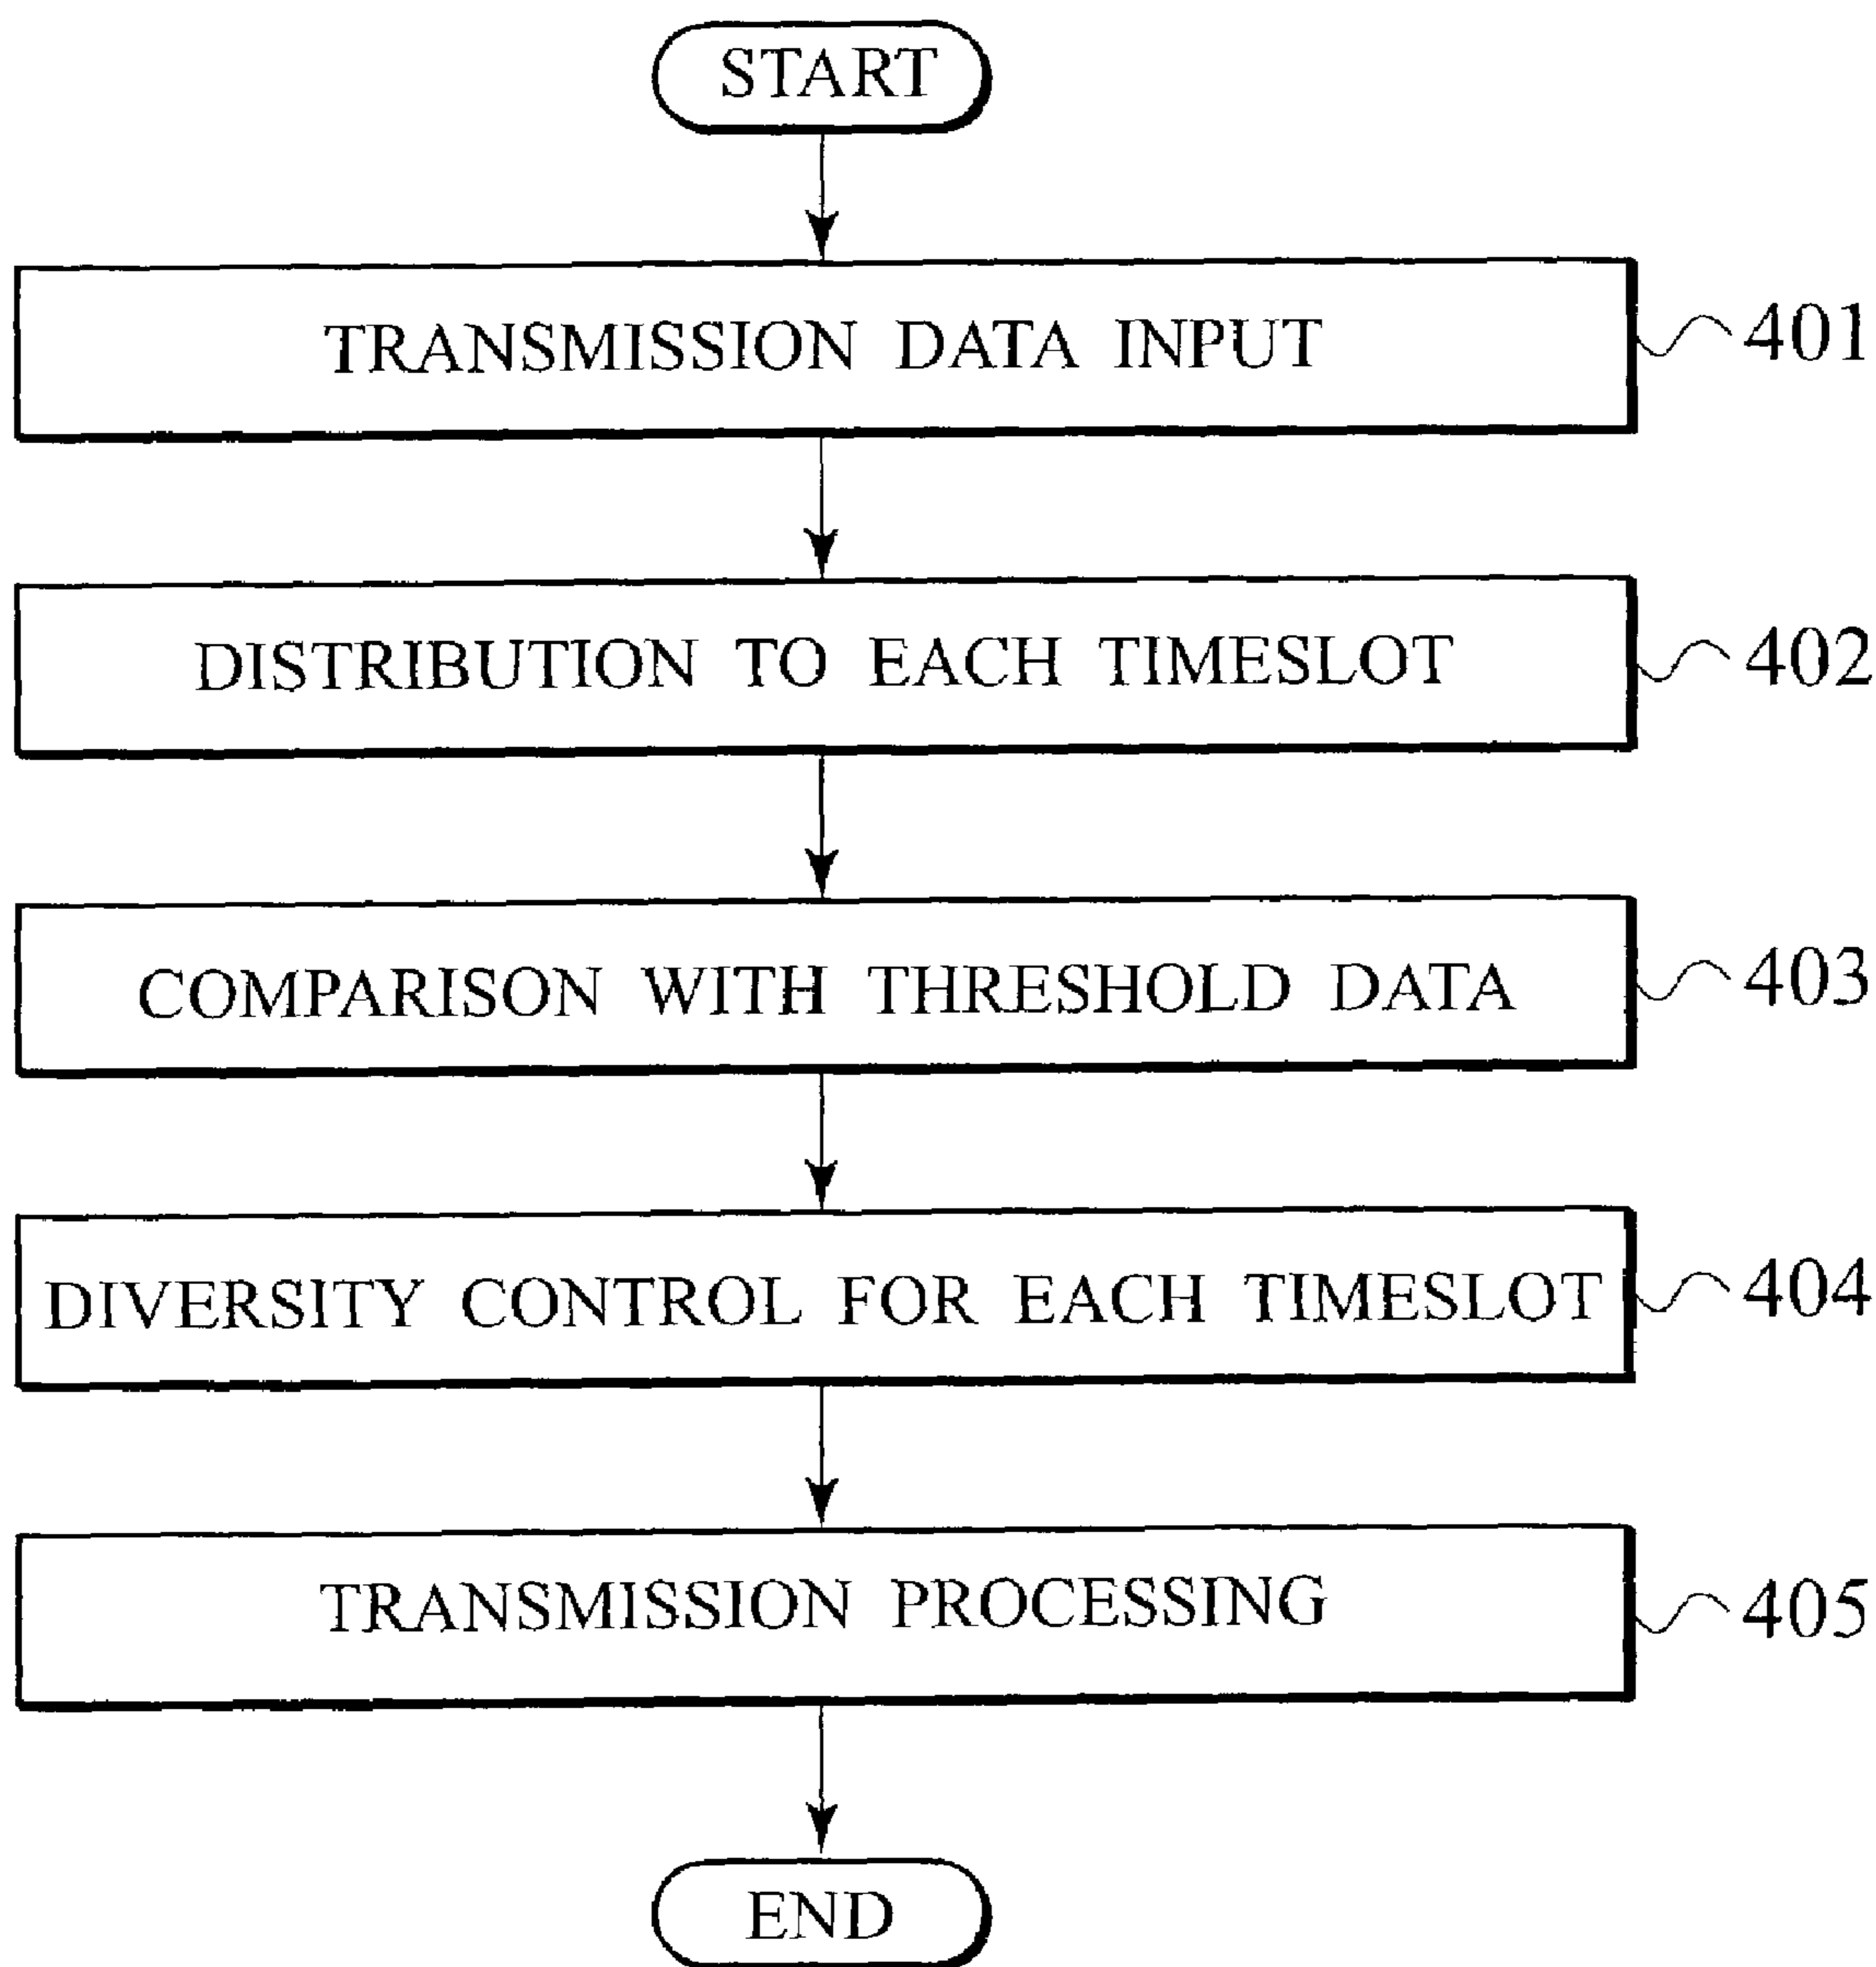 START
TRANSMISSION DATA INPUT 401
DISTRIBUTION TO EACH TIMESLOT 402
COMPARISON WITH THRESHOLD DATA 403
DIVERSITY CONTROL FOR EACH TIMESLOT 404
TRANSMISSION PROCESSING 405
END